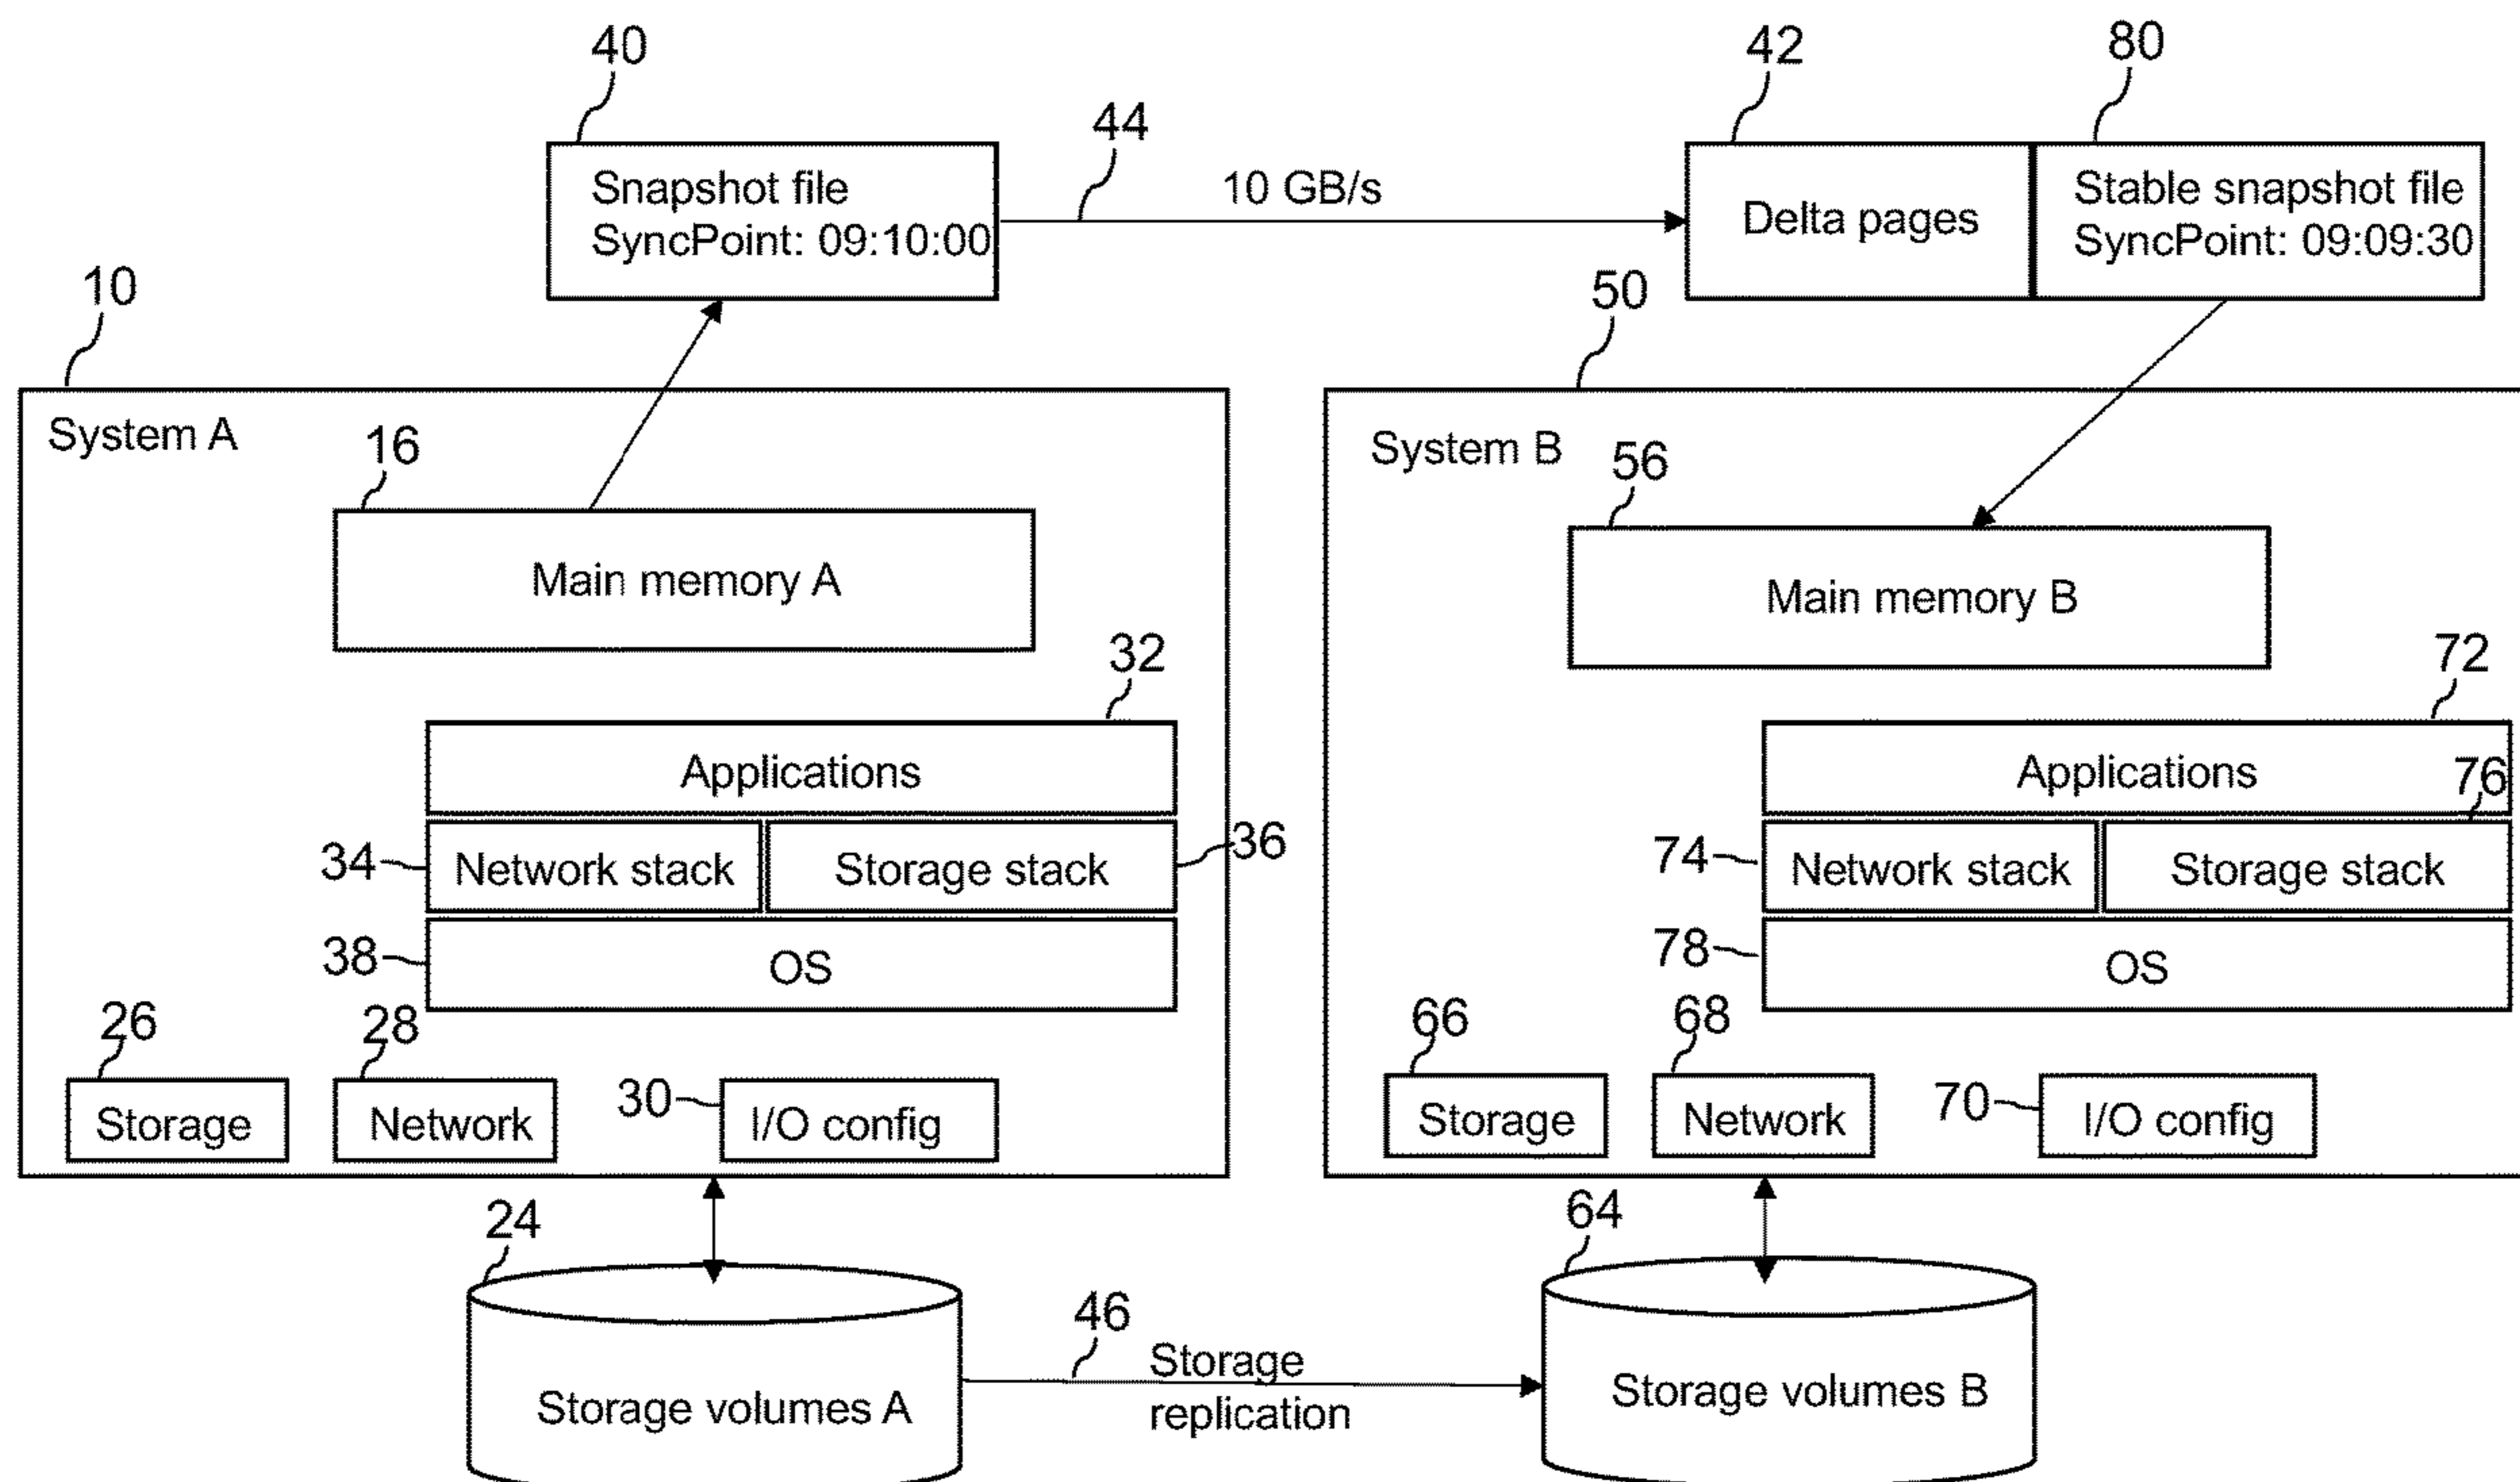 40
42
80
44
Snapshot file
SyncPoint: 09:10:00
10 GB/s
Delta pages
Stable snapshot file
SyncPoint: 09:09:30
10
50
System A
16
System B
56
Main memory A
Main memory B
32
72
Applications
Applications
76
34
Network stack
Storage stack
36
74
Network stack
Storage stack
38
OS
78
OS
26
28
66
68
30
70
Storage
Network
I/O config
Storage
Network
I/O config
24
64
46
Storage
replication
Storage volumes A
Storage volumes B